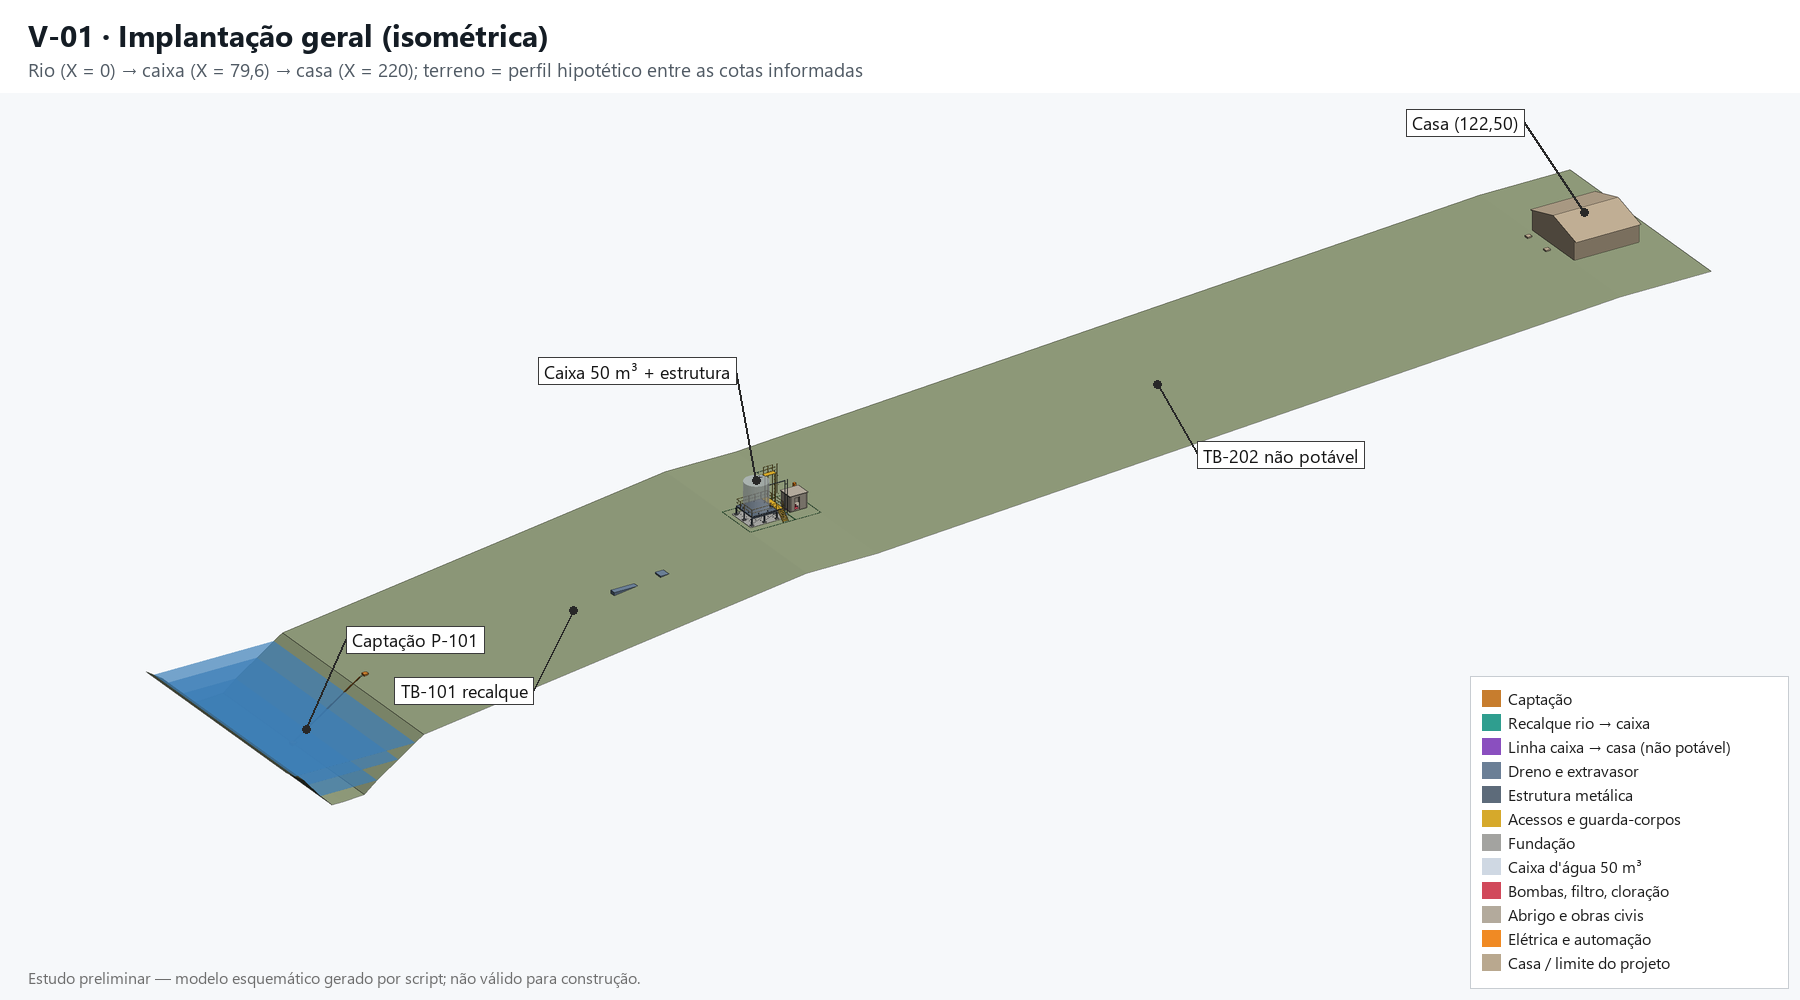 V-01 · Implantação geral (isométrica)
Rio (X = 0) → caixa (X = 79,6) → casa (X = 220); terreno = perfil hipotético entre as cotas informadas
Casa (122,50)
Caixa 50 m³ + estrutura
TB-202 não potável
Captação P-101
TB-101 recalque
Captação
Recalque rio → caixa
Linha caixa → casa (não potável)
Dreno e extravasor
Estrutura metálica
Acessos e guarda-corpos
Fundação
Caixa d'água 50 m³
Bombas, filtro, cloração
Abrigo e obras civis
Elétrica e automação
Casa / limite do projeto
Estudo preliminar — modelo esquemático gerado por script; não válido para construção.